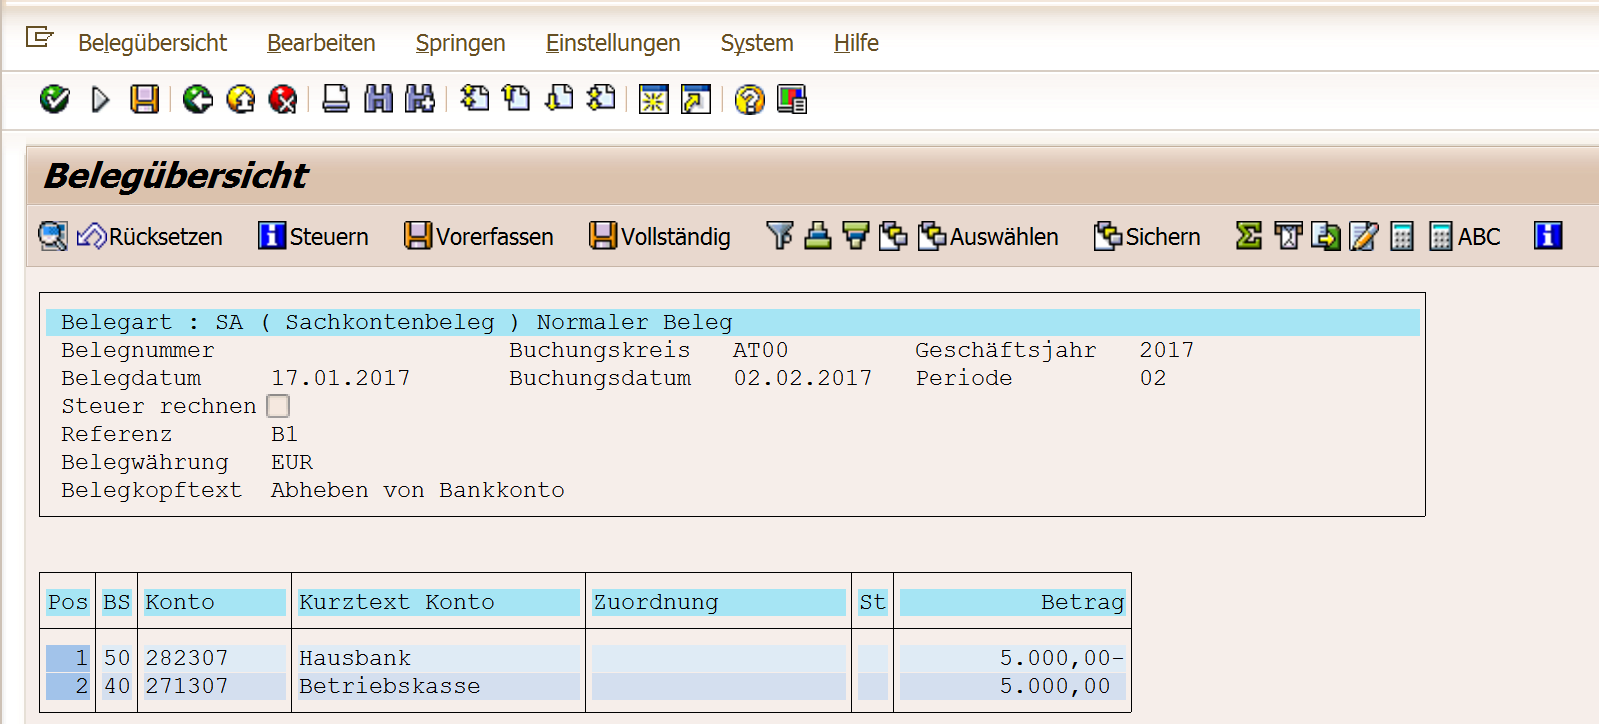 Belegübersicht Bearbeiten Springen Einstellungen System Hilfe
Belegübersicht
Rücksetzen Steuern Vorerfassen Vollständig Auswählen Sichern ABC
Belegart : SA ( Sachkontenbeleg ) Normaler Beleg
Belegnummer Buchungskreis AT00 Geschäftsjahr 2017
Belegdatum 17.01.2017 Buchungsdatum 02.02.2017 Periode 02
Steuer rechnen
Referenz B1
Belegwährung EUR
Belegkopftext Abheben von Bankkonto
Pos BS Konto Kurztext Konto Zuordnung St Betrag
1 50 282307 Hausbank 5.000,00-
2 40 271307 Betriebskasse 5.000,00